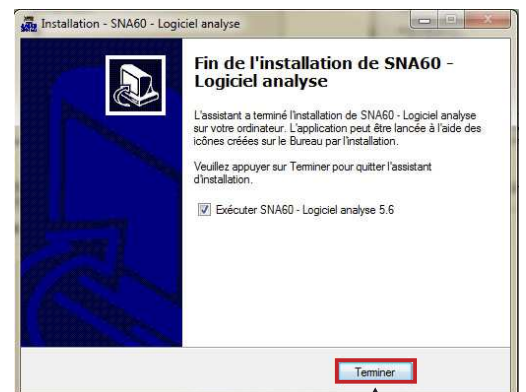 Installation - SNA60 - Logiciel analyse
Fin de l'installation de SNA60 -
Logiciel analyse
L'assistant a terminé l'installation de SNA60 - Logiciel analyse
sur votre ordinateur. L'application peut être lancée à l'aide des
icônes créées sur le Bureau par l'installation.
Veuillez appuyer sur Terminer pour quitter l'assistant
d'installation.
Exécuter SNA60 - Logiciel analyse 5.6
Terminer